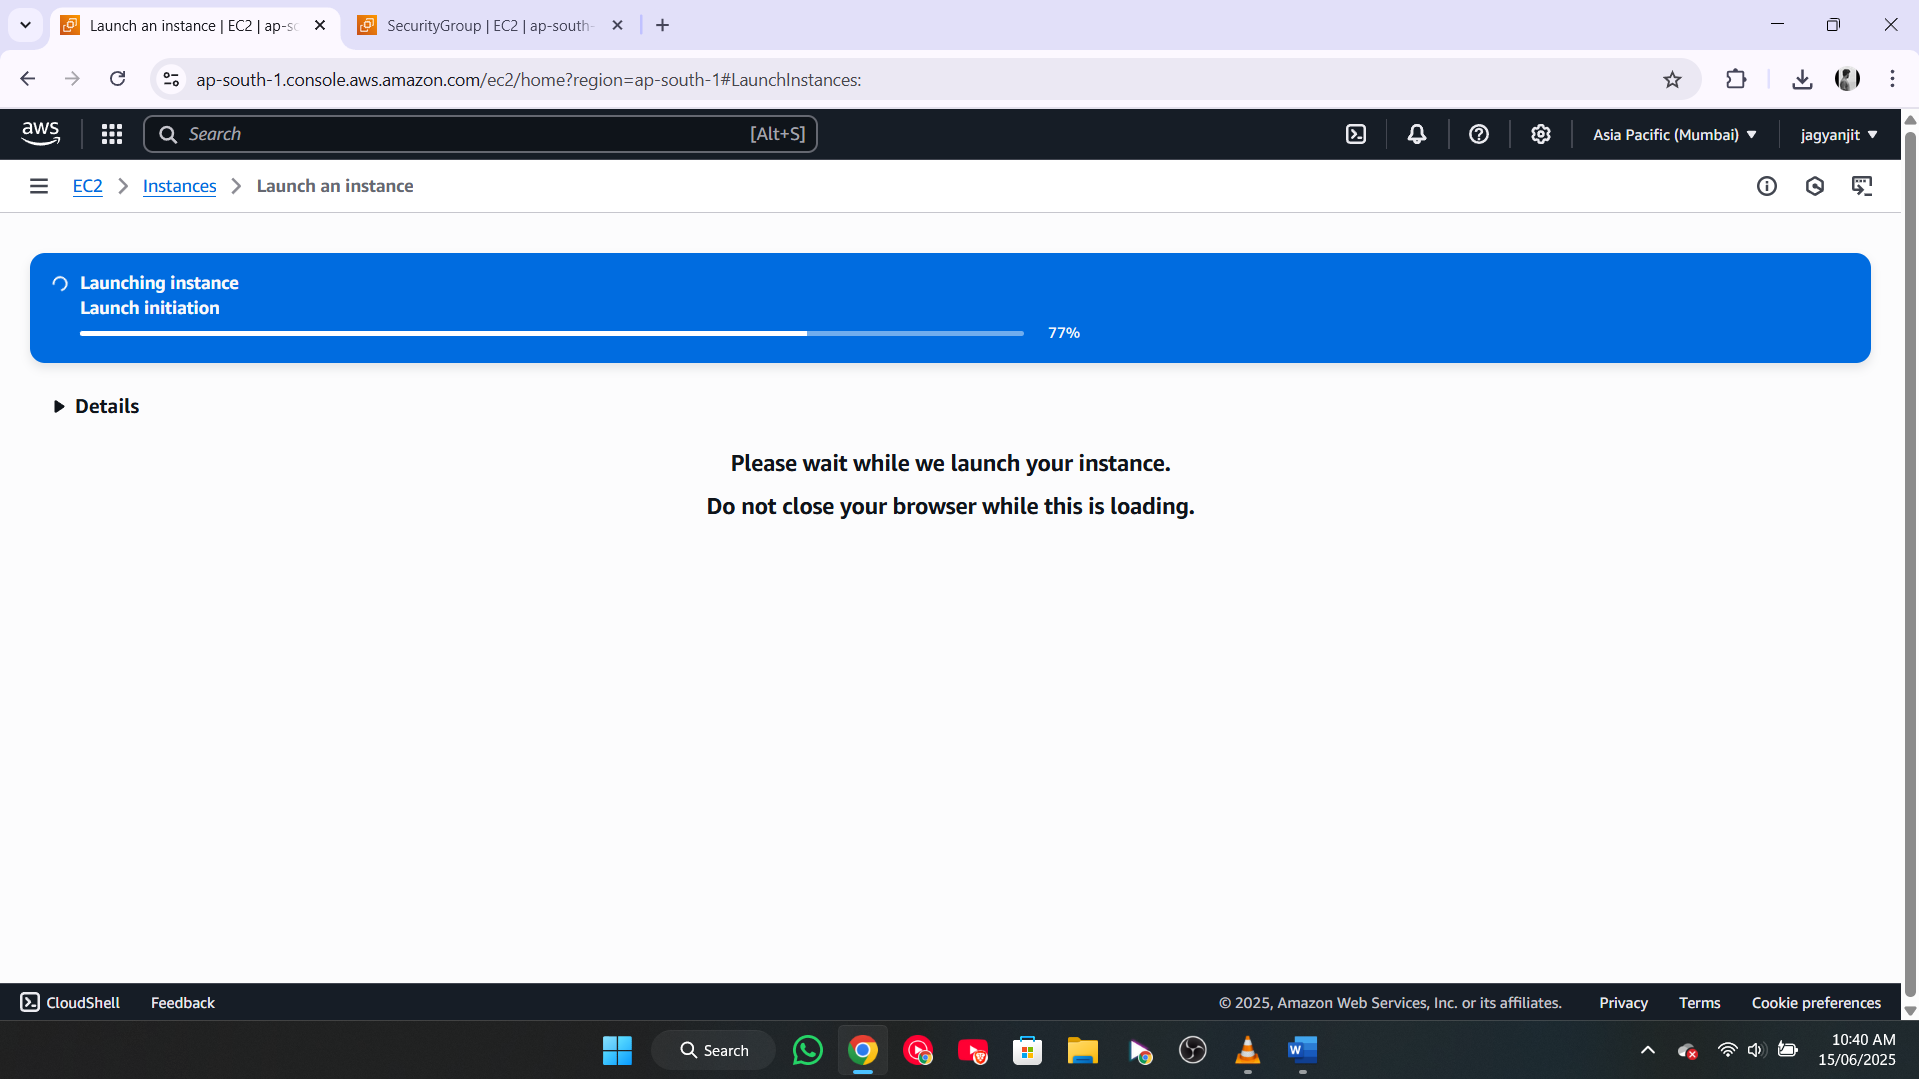 Launch an instance | EC2 | ap-so
SecurityGroup | EC2 | ap-south-
ap-south-1.console.aws.amazon.com/ec2/home?region=ap-south-1#LaunchInstances:
aws
Search
[Alt+S]
Asia Pacific (Mumbai)
jagyanjit
EC2
Instances
Launch an instance
Launching instance
Launch initiation
77%
Details
Please wait while we launch your instance.
Do not close your browser while this is loading.
CloudShell
Feedback
© 2025, Amazon Web Services, Inc. or its affiliates.
Privacy
Terms
Cookie preferences
Search
W
10:40 AM
15/06/2025